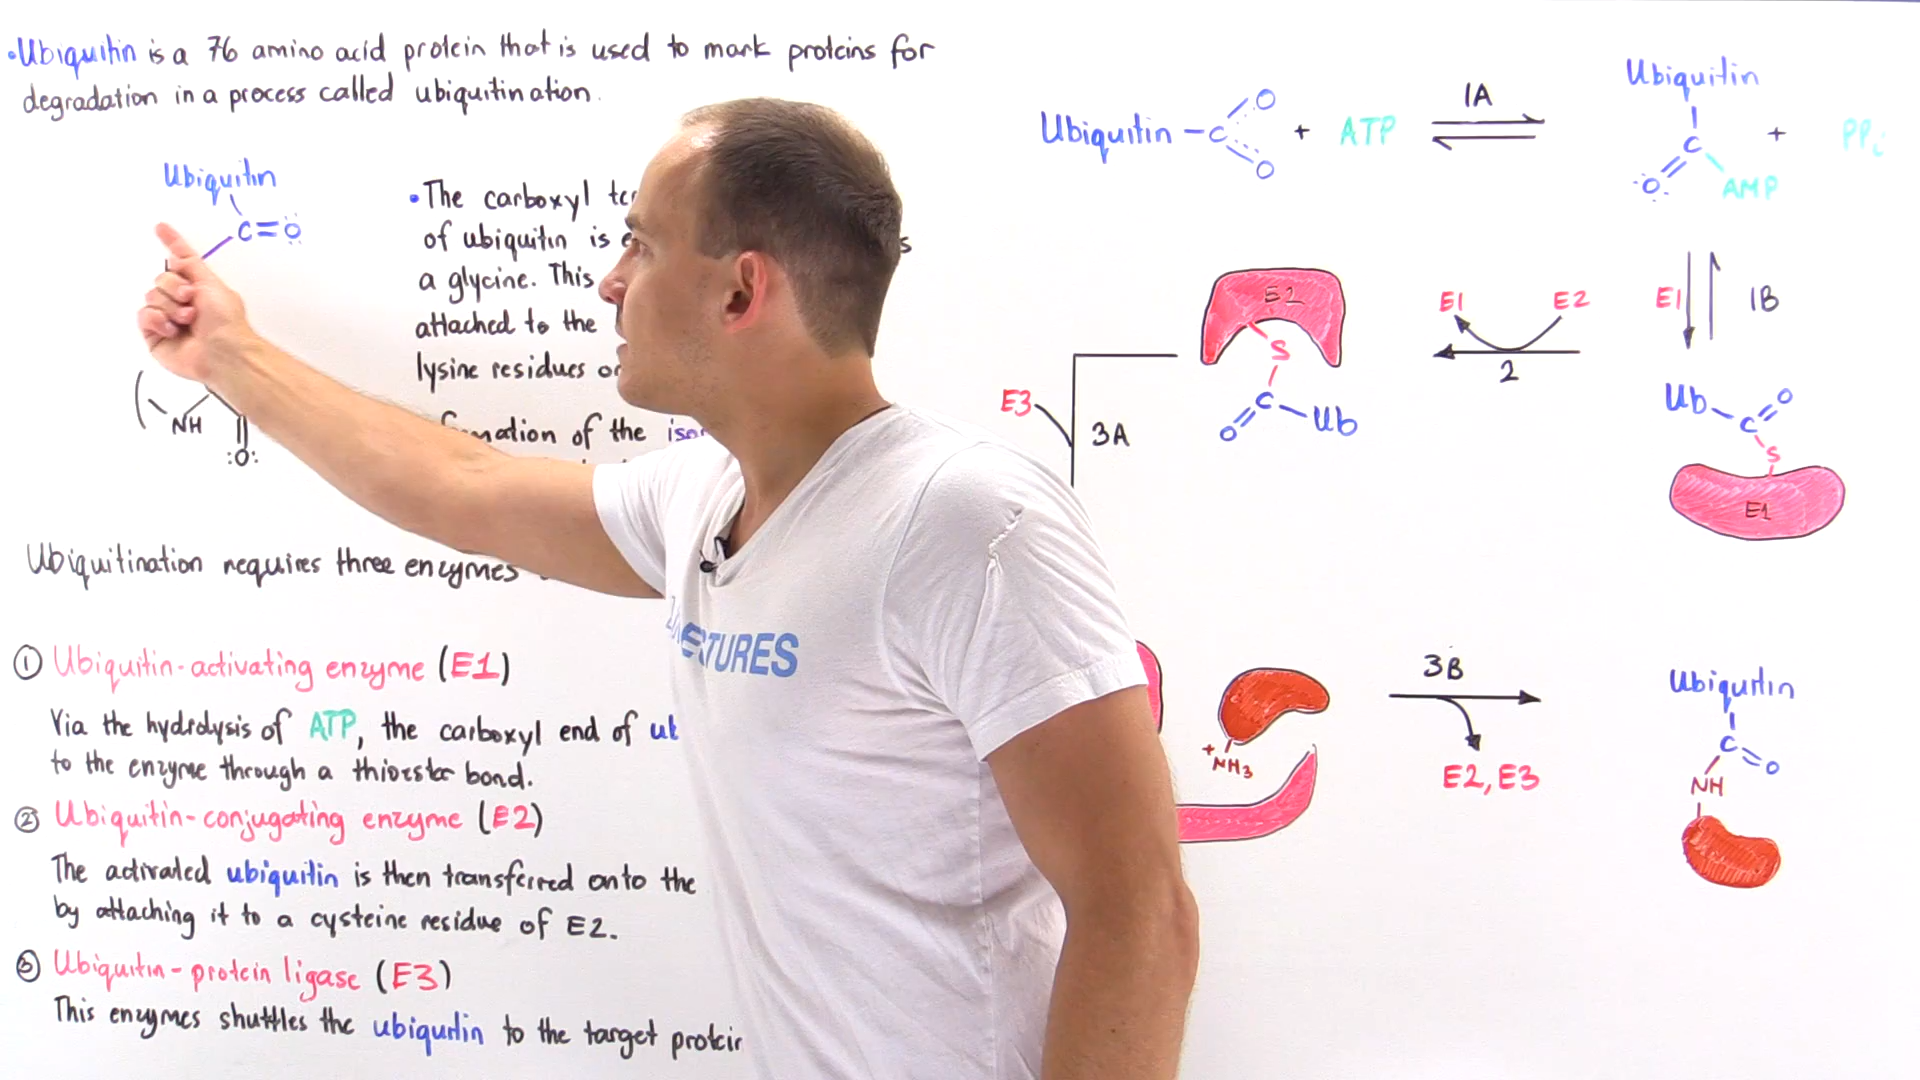 •Ubiquitin is a 76 amino acid protein that is used to mark proteins for
degradation in a process called ubiquitination.
Ubiquitin
C=O
NH
:O:
•The carboxyl
of ubiquitin is
a glycine. This
attached to the
lysine residues
formation of the
Ubiquitination requires three enzymes
① Ubiquitin-activating enzyme (E1)
Via the hydrolysis of ATP, the carboxyl end of
to the enzyme through a thioester bond.
② Ubiquitin-conjugating enzyme (E2)
The activated ubiquitin is then transferred onto the
by attaching it to a cysteine residue of E2.
③ Ubiquitin-protein ligase (E3)
This enzymes shuttles the ubiquitin to the target
Ubiquitin-C O O + ATP 1A
Ubiquitin
C
O AMP
+ PPi
E1 1B
E1 E2
2
E2
S
C
O Ub
Ub C O
S
E1
E3
3A
+NH3
3B
E2, E3
Ubiquitin
C O
NH